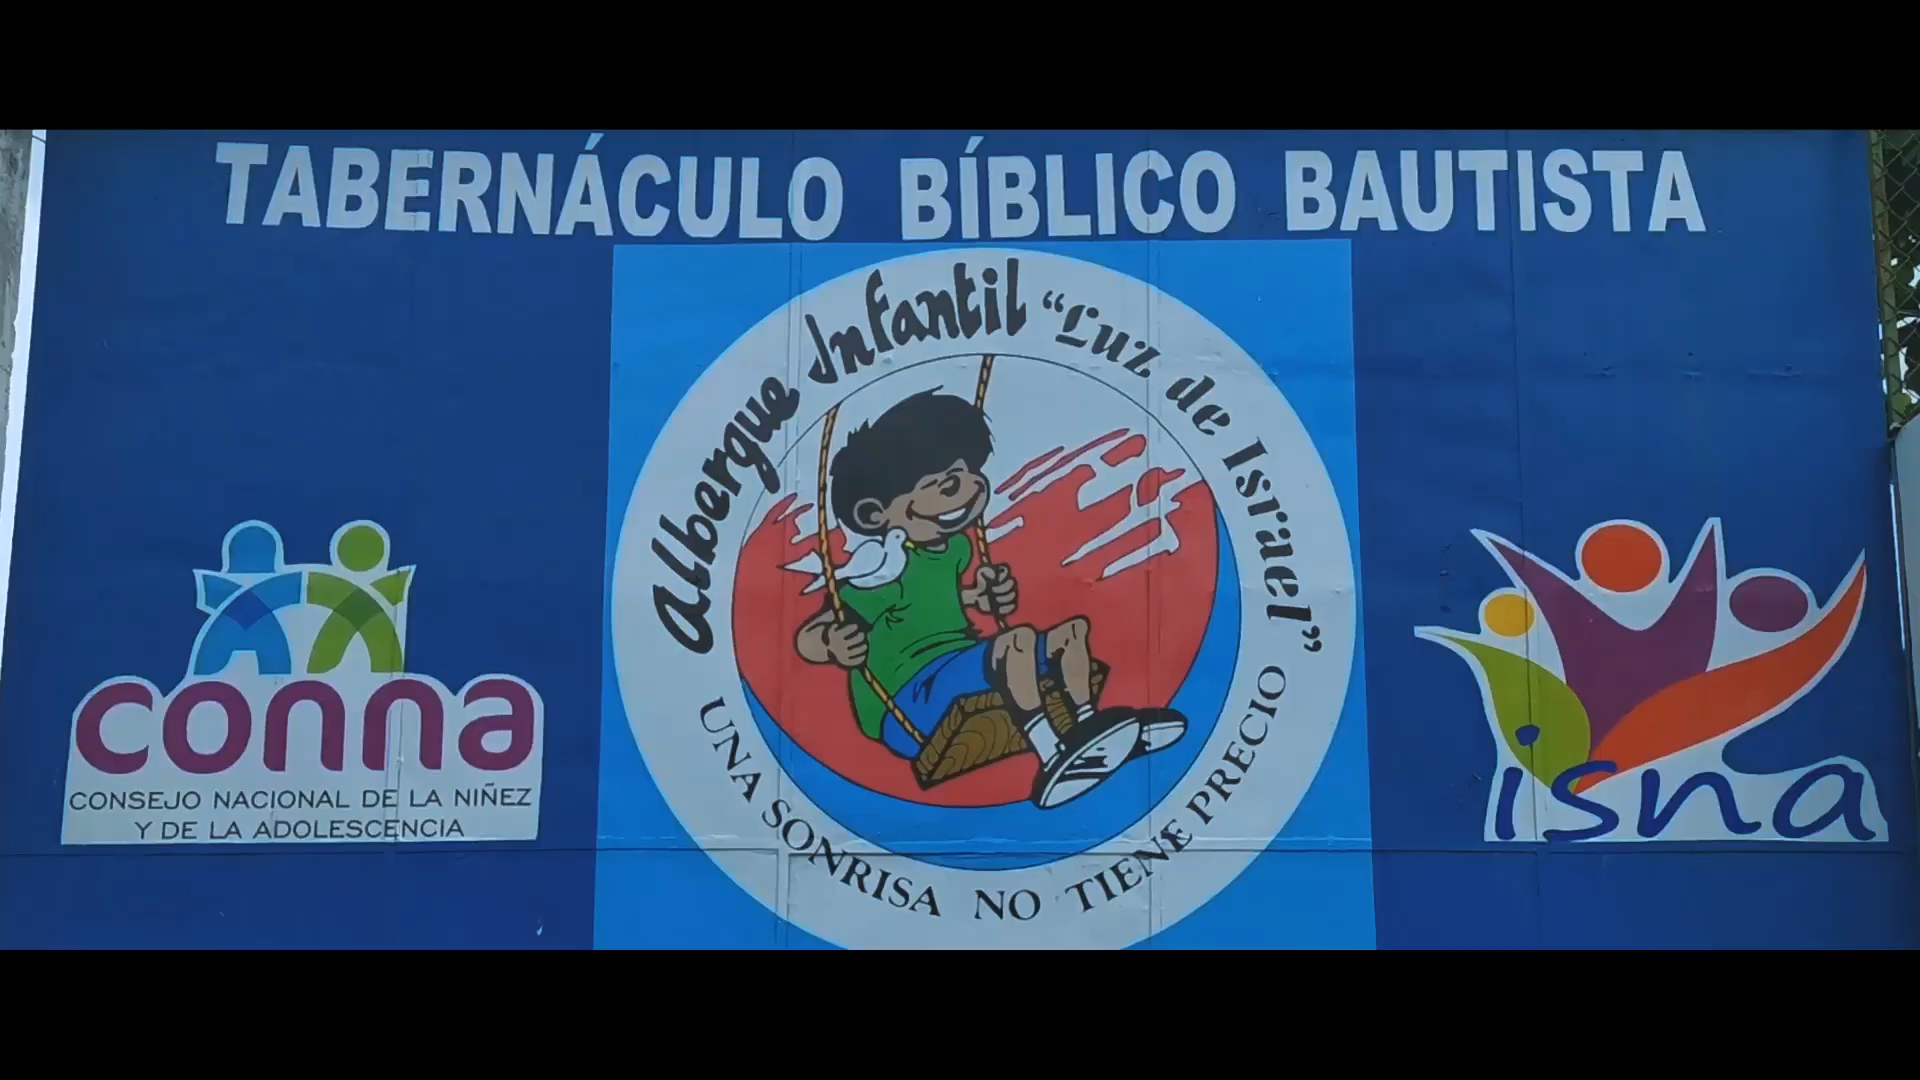 TABERNÁCULO BÍBLICO BAUTISTA
Albergue Infantil "Luz de Israel"
UNA SONRISA NO TIENE PRECIO
conna
CONSEJO NACIONAL DE LA NIÑEZ
Y DE LA ADOLESCENCIA
isna